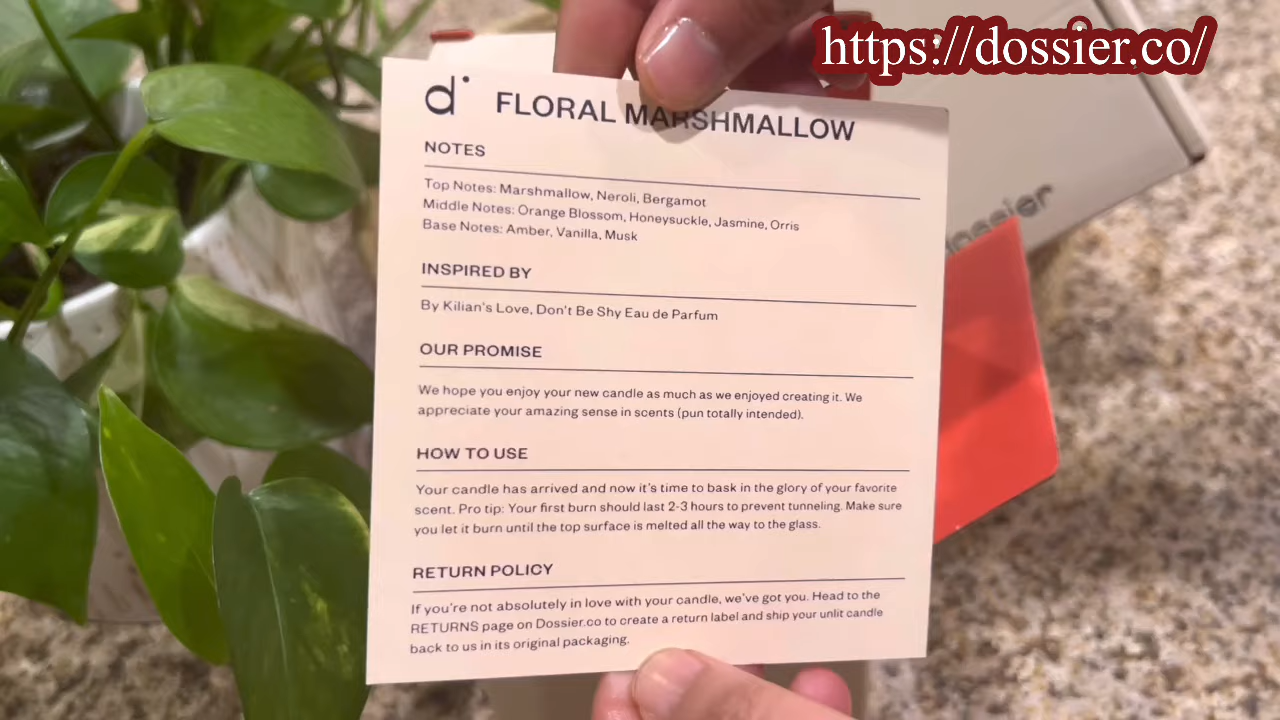 https://dossier.co/
d°
FLORAL MARSHMALLOW
NOTES
Top Notes: Marshmallow, Neroli, Bergamot
Middle Notes: Orange Blossom, Honeysuckle, Jasmine, Orris
Base Notes: Amber, Vanilla, Musk
INSPIRED BY
By Kilian's Love, Don't Be Shy Eau de Parfum
OUR PROMISE
We hope you enjoy your new candle as much as we enjoyed creating it. We
appreciate your amazing sense in scents (pun totally intended).
HOW TO USE
Your candle has arrived and now it's time to bask in the glory of your favorite
scent. Pro tip: Your first burn should last 2-3 hours to prevent tunneling. Make sure
you let it burn until the top surface is melted all the way to the glass.
RETURN POLICY
If you're not absolutely in love with your candle, we've got you. Head to the
RETURNS page on Dossier.co to create a return label and ship your unlit candle
back to us in its original packaging.
dossier